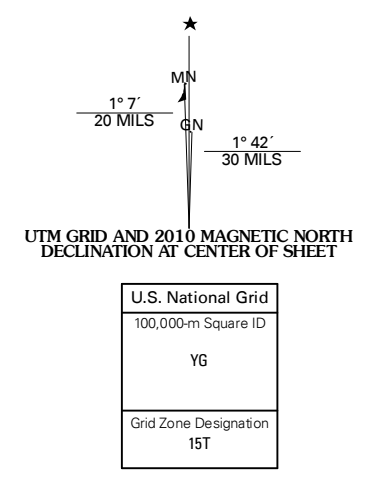 MN
1° 7´
20 MILS
GN
1° 42´
30 MILS
UTM GRID AND 2010 MAGNETIC NORTH
DECLINATION AT CENTER OF SHEET
U.S. National Grid
100,000-m Square ID
YG
Grid Zone Designation
15T